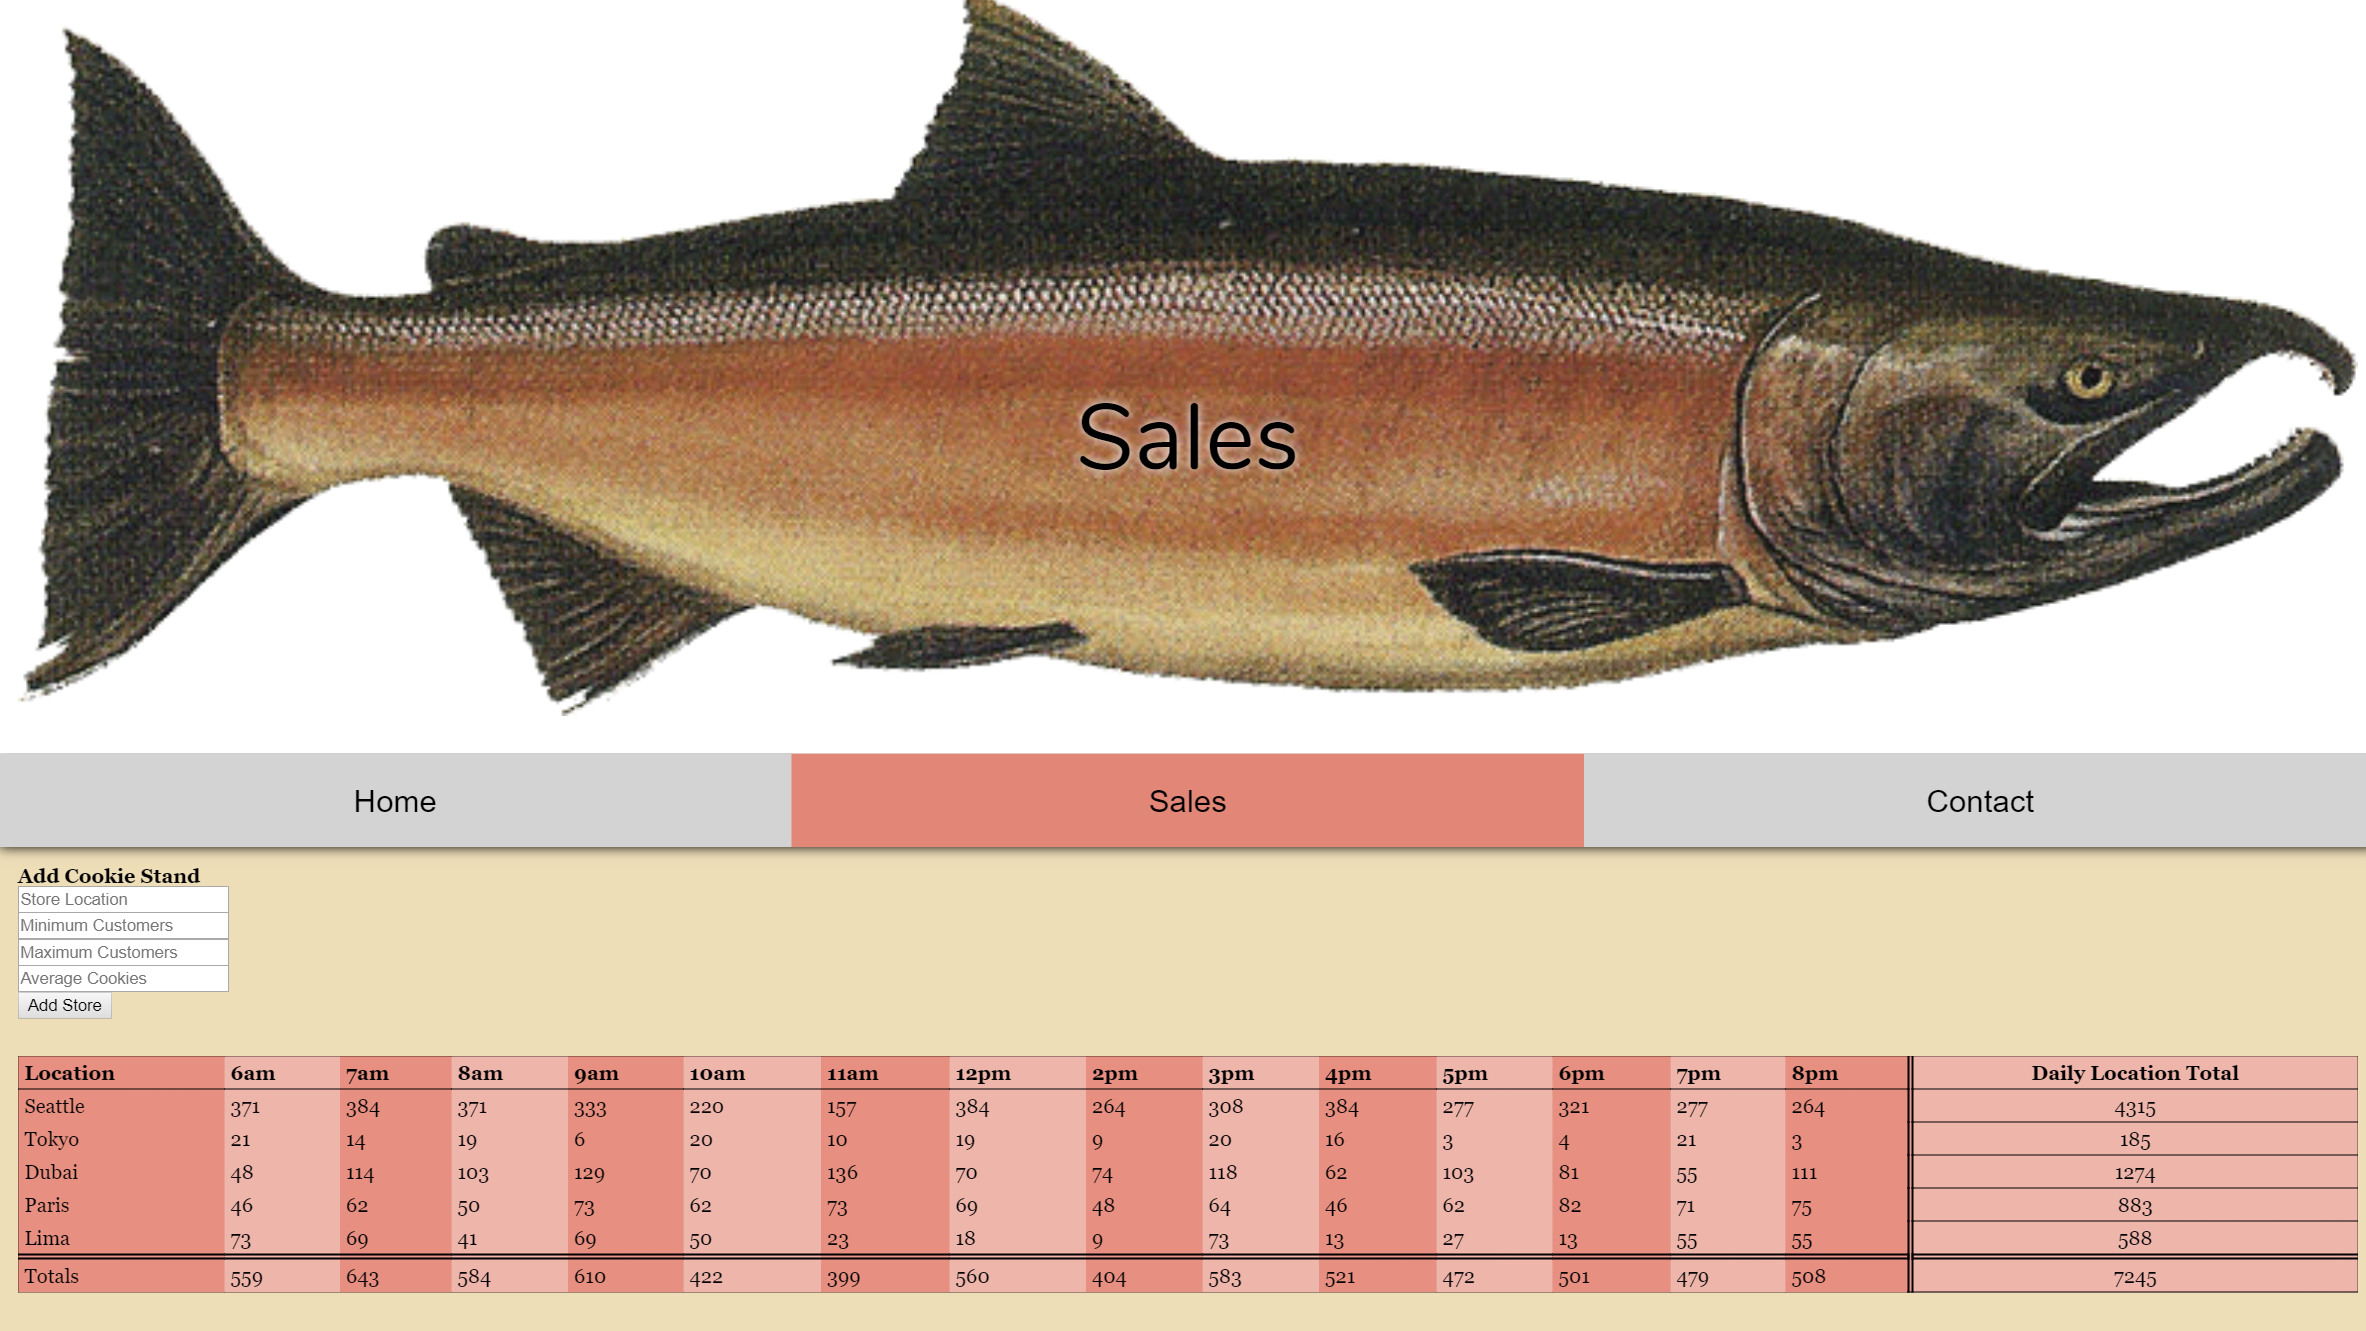 Sales
Home Sales Contact
Add Cookie Stand
Store Location
Minimum Customers
Maximum Customers
Average Cookies
Add Store
Location 6am 7am 8am 9am 10am 11am 12pm 2pm 3pm 4pm 5pm 6pm 7pm 8pm Daily Location Total
Seattle 371 384 371 333 220 157 384 264 308 384 277 321 277 264 4315
Tokyo 21 14 19 6 20 10 19 9 20 16 3 4 21 3 185
Dubai 48 114 103 129 70 136 70 74 118 62 103 81 55 111 1274
Paris 46 62 50 73 62 73 69 48 64 46 62 82 71 75 883
Lima 73 69 41 69 50 23 18 9 73 13 27 13 55 55 588
Totals 559 643 584 610 422 399 560 404 583 521 472 501 479 508 7245